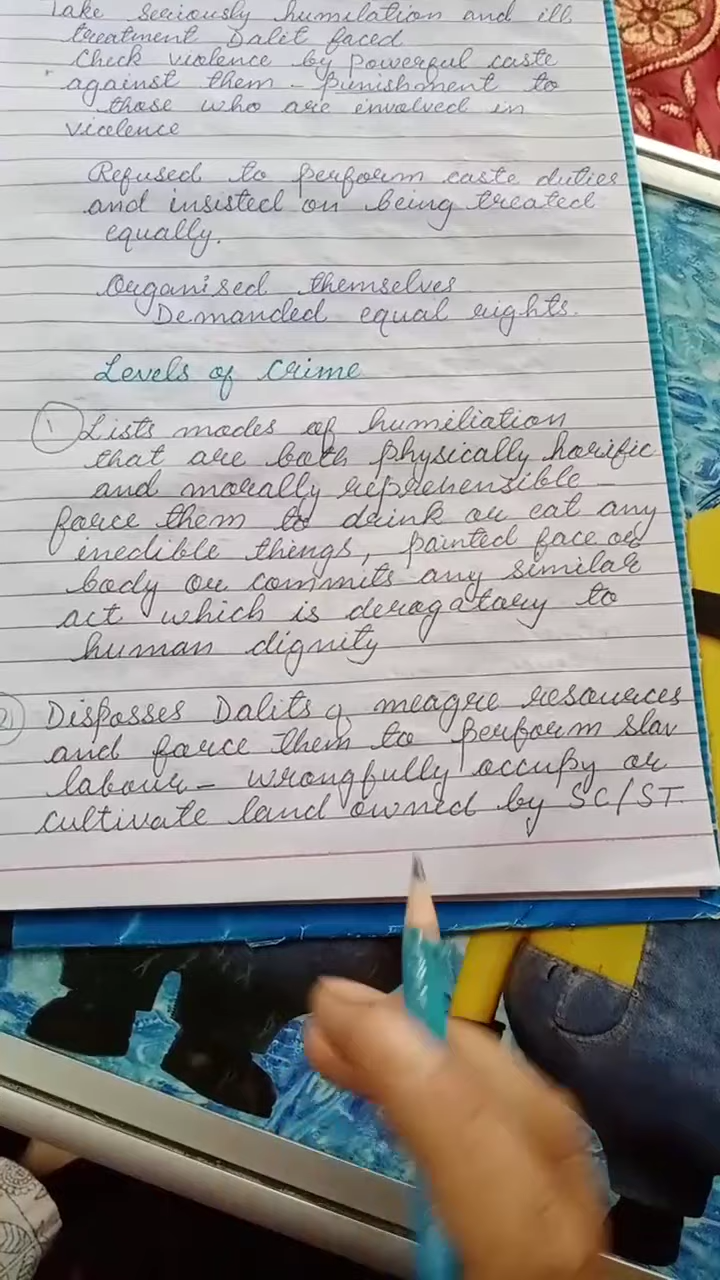 Take seriously humilation and ill
treatment Dalit faced
Check violence by powerful caste
against them - punishment to
those who are involved in
violence
Refused to perform caste duties
and insisted on being treated
equally.
Organised themselves
Demanded equal rights.
Levels of Crime
1 Lists modes of humiliation
that are both physically horific
and morally reprehensible -
force them to drink or eat any
inedible things, painted face or
body or commits any similar
act which is derogatory to
human dignity
2 Disposses Dalits of meagre resources
and force them to perform slav
labour - wrongfully occupy or
cultivate land owned by SC/ST.